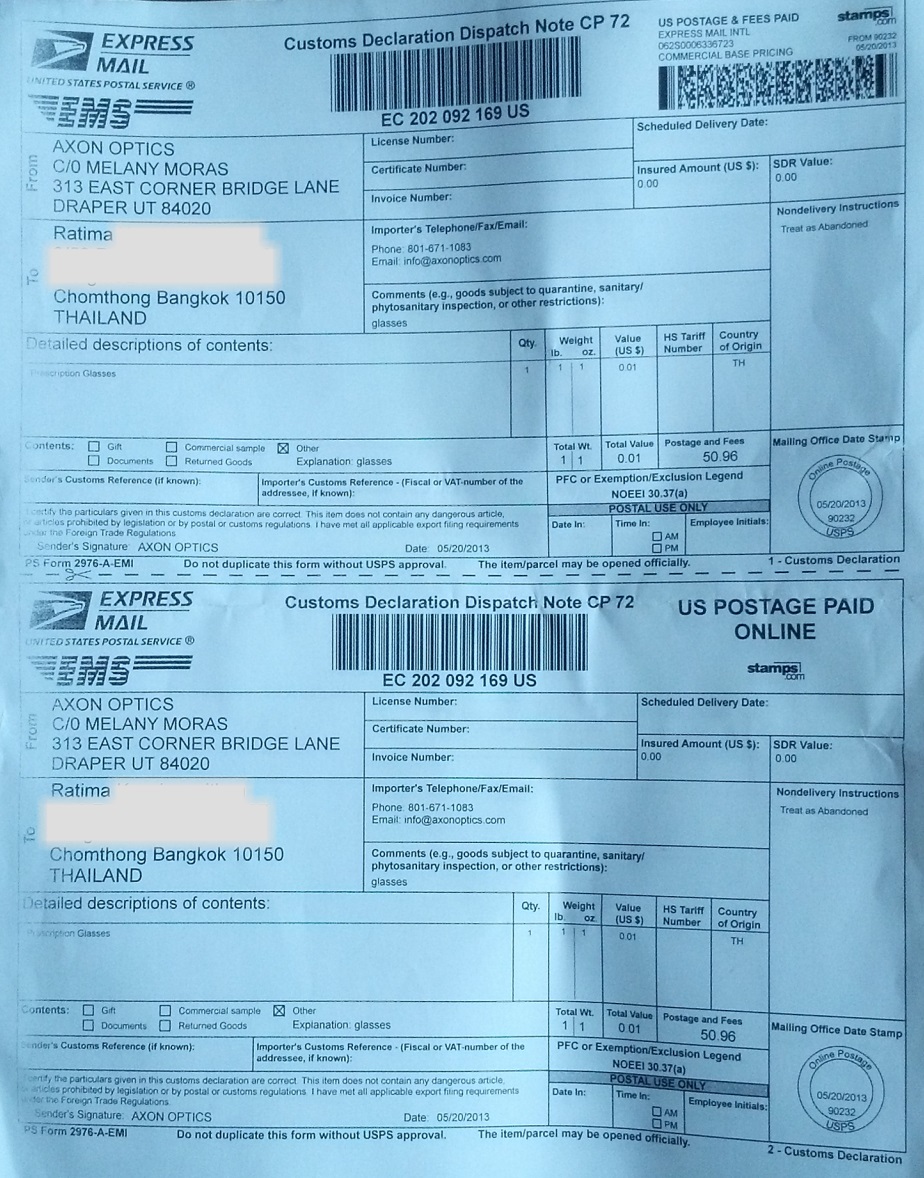 EXPRESS
MAIL
UNITED STATES POSTAL SERVICE ®
EMS
Customs Declaration Dispatch Note CP 72
EC 202 092 169 US
US POSTAGE & FEES PAID
EXPRESS MAIL INTL
062S0006336723
COMMERCIAL BASE PRICING
stamps.com
FROM 90232
05/20/2013
From
AXON OPTICS
C/O MELANY MORAS
313 EAST CORNER BRIDGE LANE
DRAPER UT 84020
License Number:
Certificate Number:
Invoice Number:
Scheduled Delivery Date:
Insured Amount (US $):
0.00
SDR Value:
0.00
To
Ratima
Chomthong Bangkok 10150
THAILAND
Importer's Telephone/Fax/Email:
Phone: 801-671-1083
Email: info@axonoptics.com
Comments (e.g., goods subject to quarantine, sanitary/
phytosanitary inspection, or other restrictions):
glasses
Nondelivery Instructions
Treat as Abandoned
Detailed descriptions of contents:
Qty.
Weight
lb. oz.
Value
(US $)
HS Tariff
Number
Country
of Origin
Prescription Glasses 1 1 1 0.01 TH
Contents: Gift Commercial sample Other
Documents Returned Goods Explanation: glasses
Total Wt.
1 1
Total Value
0.01
Postage and Fees
50.96
Mailing Office Date Stamp
Sender's Customs Reference (if known):
Importer's Customs Reference - (Fiscal or VAT-number of the
addressee, if known):
PFC or Exemption/Exclusion Legend
NOEEI 30.37(a)
POSTAL USE ONLY
Date In: Time In: Employee Initials:
AM
PM
Online Postage
05/20/2013
90232
USPS
I certify the particulars given in this customs declaration are correct. This item does not contain any dangerous article,
or articles prohibited by legislation or by postal or customs regulations. I have met all applicable export filing requirements
under the Foreign Trade Regulations.
Sender's Signature: AXON OPTICS Date: 05/20/2013
PS Form 2976-A-EMI Do not duplicate this form without USPS approval. The item/parcel may be opened officially. 1 - Customs Declaration
EXPRESS
MAIL
UNITED STATES POSTAL SERVICE ®
EMS
Customs Declaration Dispatch Note CP 72
EC 202 092 169 US
US POSTAGE PAID
ONLINE
stamps.com
From
AXON OPTICS
C/O MELANY MORAS
313 EAST CORNER BRIDGE LANE
DRAPER UT 84020
License Number:
Certificate Number:
Invoice Number:
Scheduled Delivery Date:
Insured Amount (US $):
0.00
SDR Value:
0.00
To
Ratima
Chomthong Bangkok 10150
THAILAND
Importer's Telephone/Fax/Email:
Phone: 801-671-1083
Email: info@axonoptics.com
Comments (e.g., goods subject to quarantine, sanitary/
phytosanitary inspection, or other restrictions):
glasses
Nondelivery Instructions
Treat as Abandoned
Detailed descriptions of contents:
Qty.
Weight
lb. oz.
Value
(US $)
HS Tariff
Number
Country
of Origin
Prescription Glasses 1 1 1 0.01 TH
Contents: Gift Commercial sample Other
Documents Returned Goods Explanation: glasses
Total Wt.
1 1
Total Value
0.01
Postage and Fees
50.96
Mailing Office Date Stamp
Sender's Customs Reference (if known):
Importer's Customs Reference - (Fiscal or VAT-number of the
addressee, if known):
PFC or Exemption/Exclusion Legend
NOEEI 30.37(a)
POSTAL USE ONLY
Date In: Time In: Employee Initials:
AM
PM
Online Postage
05/20/2013
90232
USPS
I certify the particulars given in this customs declaration are correct. This item does not contain any dangerous article,
or articles prohibited by legislation or by postal or customs regulations. I have met all applicable export filing requirements
under the Foreign Trade Regulations.
Sender's Signature: AXON OPTICS Date: 05/20/2013
PS Form 2976-A-EMI Do not duplicate this form without USPS approval. The item/parcel may be opened officially. 2 - Customs Declaration